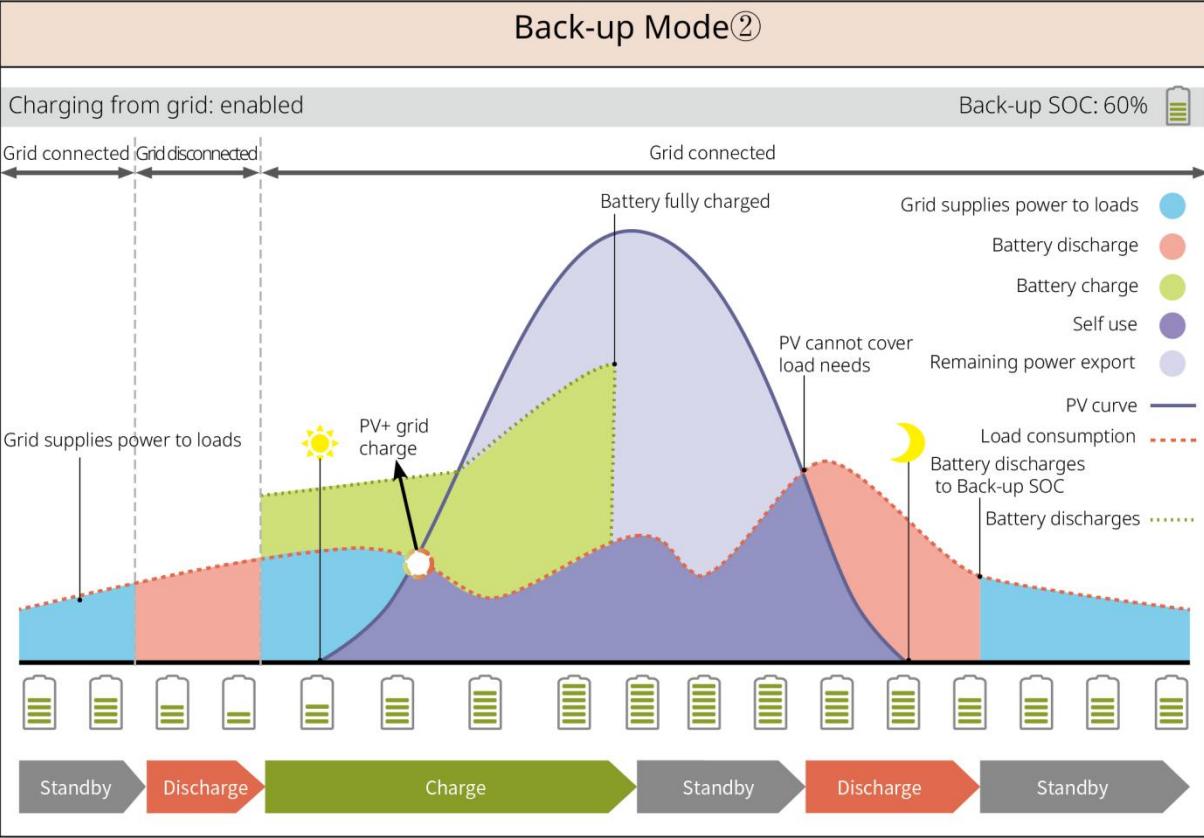 Back-up Mode②
Charging from grid: enabled
Back-up SOC: 60%
Grid connected
Grid disconnected
Grid connected
Battery fully charged
Grid supplies power to loads
Battery discharge
Battery charge
Self use
Remaining power export
PV curve
Load consumption
Battery discharges
PV cannot cover
load needs
PV+ grid
charge
Grid supplies power to loads
Battery discharges
to Back-up SOC
Standby
Discharge
Charge
Standby
Discharge
Standby